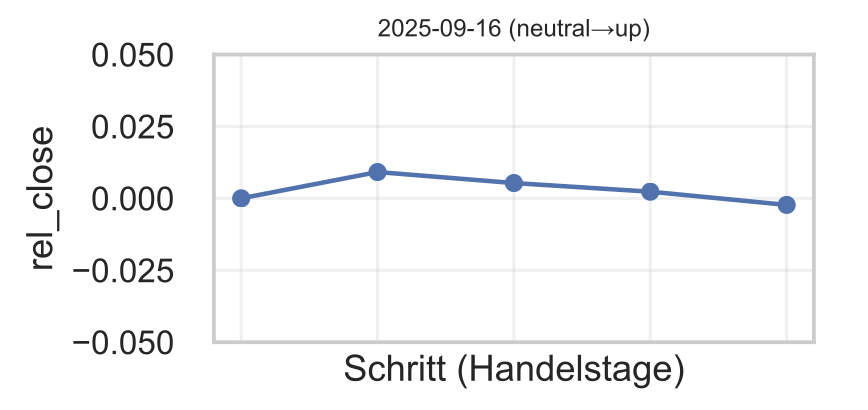 2025-09-16 (neutral→up)
0.050
0.025
0.000
−0.025
−0.050
rel_close
Schritt (Handelstage)